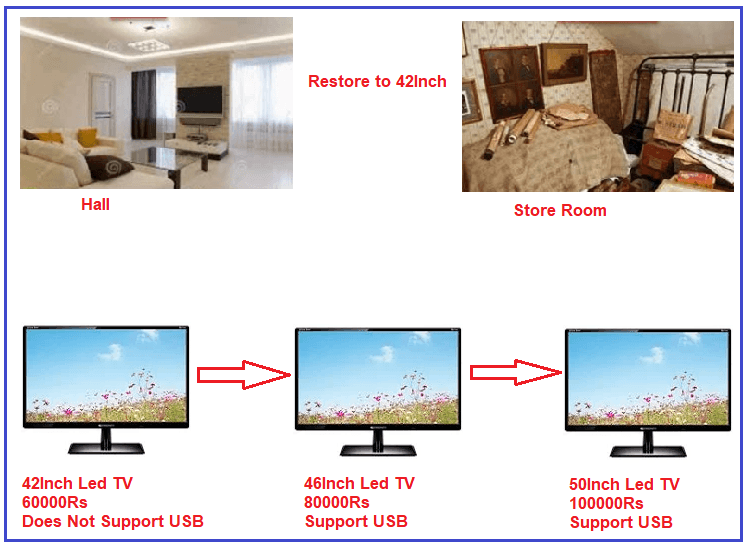 Restore to 42Inch
Hall
Store Room
42Inch Led TV
60000Rs
Does Not Support USB
46Inch Led TV
80000Rs
Support USB
50Inch Led TV
100000Rs
Support USB